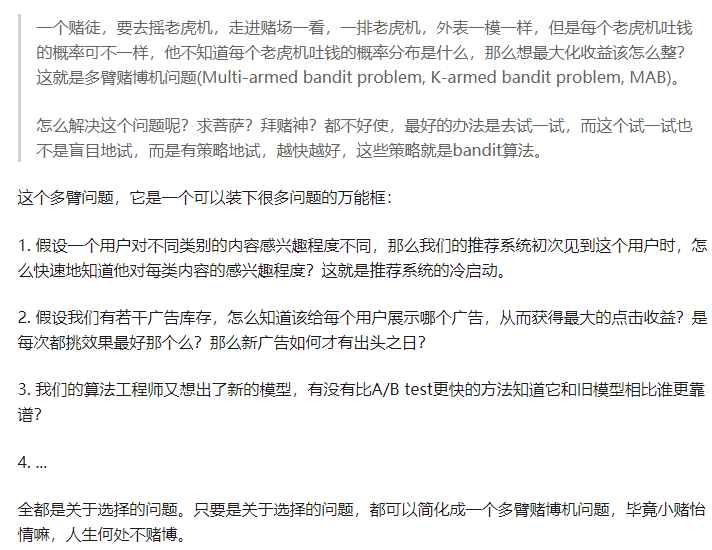 一个赌徒，要去摇老虎机，走进赌场一看，一排老虎机，外表一模一样，但是每个老虎机吐钱
的概率可不一样，他不知道每个老虎机吐钱的概率分布是什么，那么想最大化收益该怎么整？
这就是多臂赌博机问题(Multi-armed bandit problem, K-armed bandit problem, MAB)。
怎么解决这个问题呢？求菩萨？拜赌神？都不好使，最好的办法是去试一试，而这个试一试也
不是盲目地试，而是有策略地试，越快越好，这些策略就是bandit算法。
这个多臂问题，它是一个可以装下很多问题的万能框：
1. 假设一个用户对不同类别的内容感兴趣程度不同，那么我们的推荐系统初次见到这个用户时，怎
么快速地知道他对每类内容的感兴趣程度？这就是推荐系统的冷启动。
2. 假设我们有若干广告库存，怎么知道该给每个用户展示哪个广告，从而获得最大的点击收益？是
每次都挑效果最好那个么？那么新广告如何才有出头之日？
3. 我们的算法工程师又想出了新的模型，有没有比A/B test更快的方法知道它和旧模型相比谁更靠
谱？
4. ...
全都是关于选择的问题。只要是关于选择的问题，都可以简化成一个多臂赌博机问题，毕竟小赌怡
情嘛，人生何处不赌博。